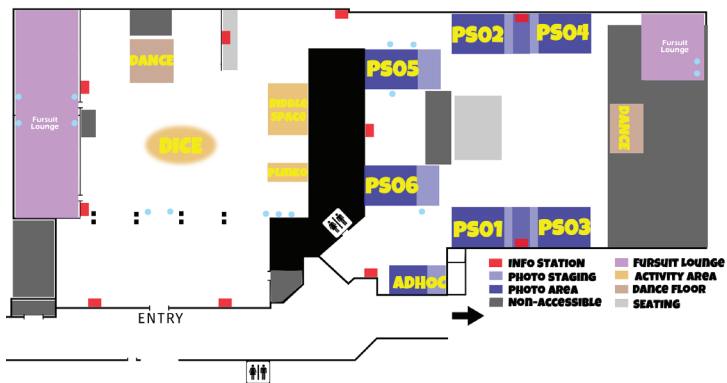 PS02
PS04
DANCE
PS05
Fursuit
Lounge
RIDDLE
SPACE
Fursuit
Lounge
DANCE
DICE
PLINKO
PS06
PS01
PS03
ADHOC
INFO STATION
PHOTO STAGING
PHOTO AREA
NON-ACCESSIBLE
FURSUIT LOUNGE
ACTIVITY AREA
DANCE FLOOR
SEATING
ENTRY